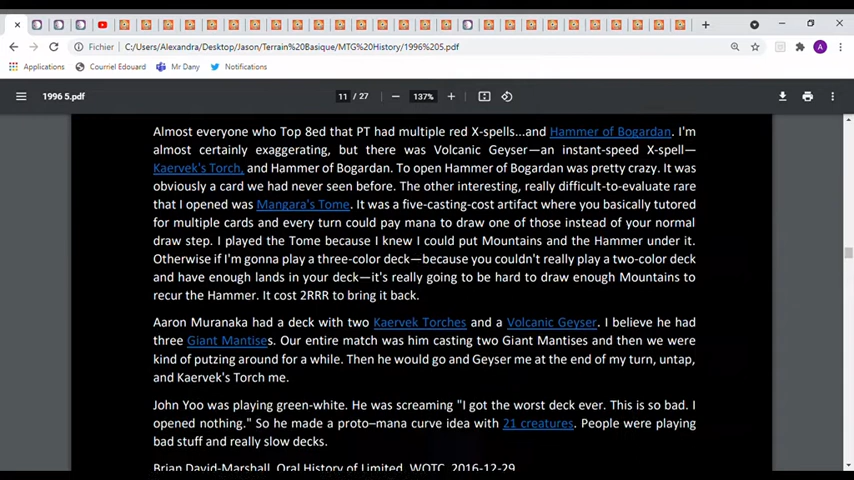 Fichier
C:/Users/Alexandra/Desktop/Jason/Terrain%20Basique/MTG%20History/1996%205.pdf
A
Applications
Courriel Edouard
Mr Dany
Notifications
1996 5.pdf
11 / 27
137%
Almost everyone who Top 8ed that PT had multiple red X-spells...and Hammer of Bogardan. I'm
almost certainly exaggerating, but there was Volcanic Geyser—an instant-speed X-spell—
Kaervek's Torch, and Hammer of Bogardan. To open Hammer of Bogardan was pretty crazy. It was
obviously a card we had never seen before. The other interesting, really difficult-to-evaluate rare
that I opened was Mangara's Tome. It was a five-casting-cost artifact where you basically tutored
for multiple cards and every turn could pay mana to draw one of those instead of your normal
draw step. I played the Tome because I knew I could put Mountains and the Hammer under it.
Otherwise if I'm gonna play a three-color deck—because you couldn't really play a two-color deck
and have enough lands in your deck—it's really going to be hard to draw enough Mountains to
recur the Hammer. It cost 2RRR to bring it back.
Aaron Muranaka had a deck with two Kaervek Torches and a Volcanic Geyser. I believe he had
three Giant Mantises. Our entire match was him casting two Giant Mantises and then we were
kind of putzing around for a while. Then he would go and Geyser me at the end of my turn, untap,
and Kaervek's Torch me.
John Yoo was playing green-white. He was screaming "I got the worst deck ever. This is so bad. I
opened nothing." So he made a proto–mana curve idea with 21 creatures. People were playing
bad stuff and really slow decks.
Brian David-Marshall, Oral History of Limited, WOTC, 2016-12-29